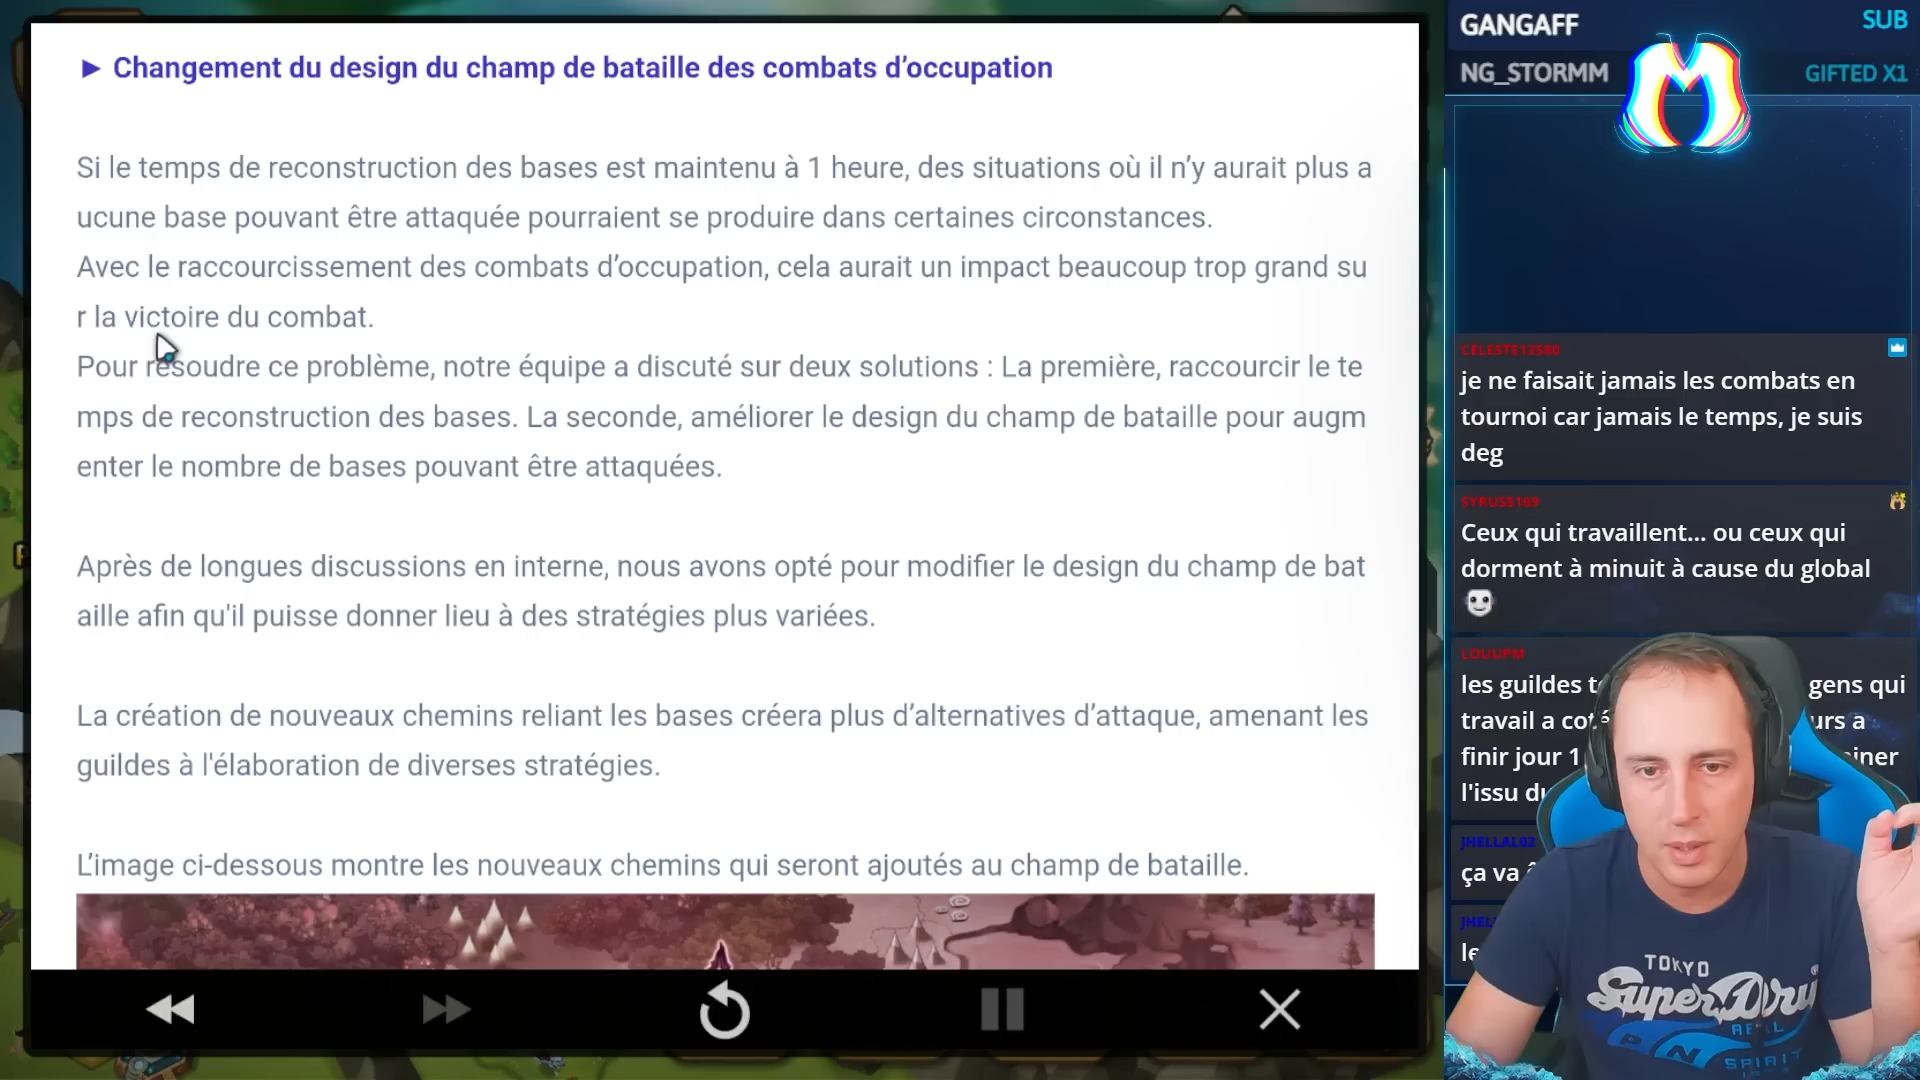 ► Changement du design du champ de bataille des combats d’occupation
Si le temps de reconstruction des bases est maintenu à 1 heure, des situations où il n’y aurait plus a
ucune base pouvant être attaquée pourraient se produire dans certaines circonstances.
Avec le raccourcissement des combats d’occupation, cela aurait un impact beaucoup trop grand su
r la victoire du combat.
Pour résoudre ce problème, notre équipe a discuté sur deux solutions : La première, raccourcir le te
mps de reconstruction des bases. La seconde, améliorer le design du champ de bataille pour augm
enter le nombre de bases pouvant être attaquées.
Après de longues discussions en interne, nous avons opté pour modifier le design du champ de bat
aille afin qu'il puisse donner lieu à des stratégies plus variées.
La création de nouveaux chemins reliant les bases créera plus d’alternatives d’attaque, amenant les
guildes à l'élaboration de diverses stratégies.
L’image ci-dessous montre les nouveaux chemins qui seront ajoutés au champ de bataille.
GANGAFF SUB
NG_STORMM GIFTED X1
CELESTE13580
je ne faisait jamais les combats en
tournoi car jamais le temps, je suis
deg
SYRUSS169
Ceux qui travaillent... ou ceux qui
dorment à minuit à cause du global
LOUUPM
les guildes gens qui
travail a
finir jour 1
l'issu
JHELLAL02
ça va
TOKYO
SuperDry
REAL
SPIRIT